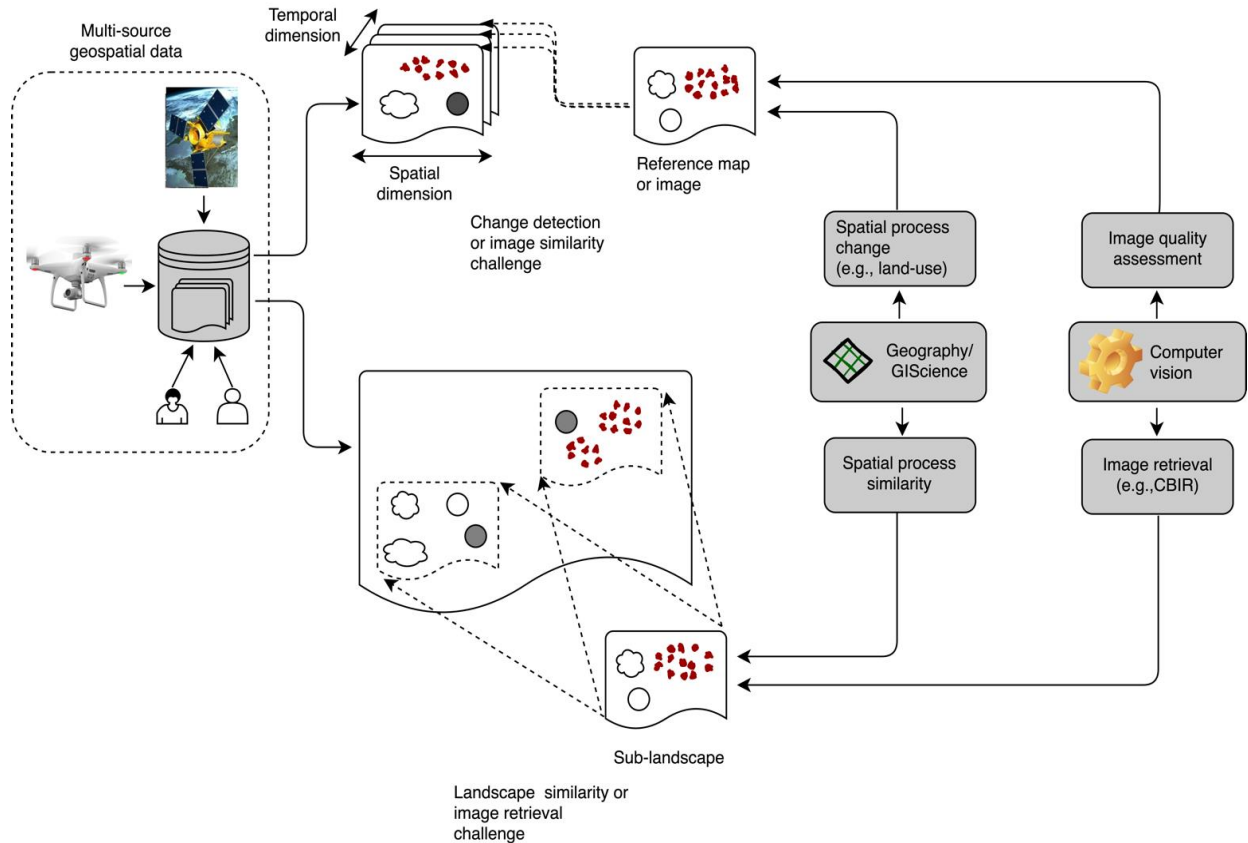 Multi-source
geospatial data
Temporal
dimension
Spatial
dimension
Reference map
or image
Change detection
or image similarity
challenge
Spatial process
change
(e.g., land-use)
Image quality
assessment
Geography/
GIScience
Computer
vision
Spatial process
similarity
Image retrieval
(e.g.,CBIR)
Sub-landscape
Landscape similarity or
image retrieval
challenge